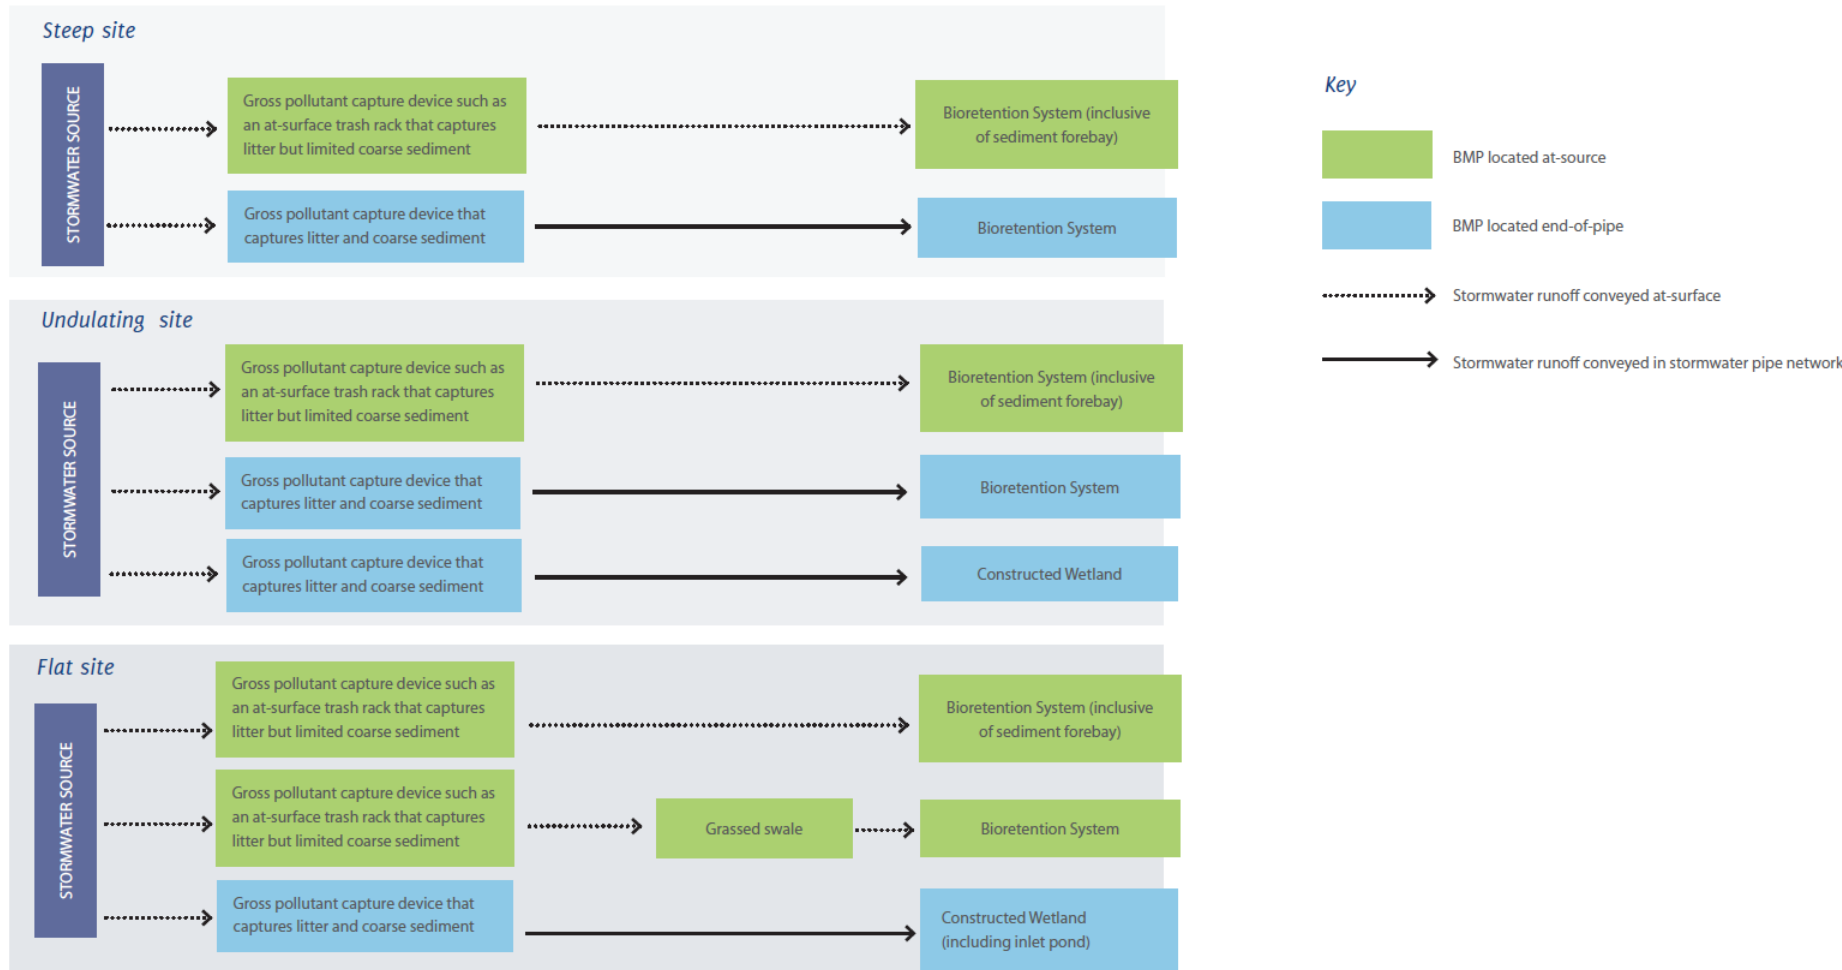 Steep site
STORMWATER SOURCE
Gross pollutant capture device such as
an at-surface trash rack that captures
litter but limited coarse sediment
Bioretention System (inclusive
of sediment forebay)
Gross pollutant capture device that
captures litter and coarse sediment
Bioretention System
Undulating site
STORMWATER SOURCE
Gross pollutant capture device such as
an at-surface trash rack that captures
litter but limited coarse sediment
Bioretention System (inclusive
of sediment forebay)
Gross pollutant capture device that
captures litter and coarse sediment
Bioretention System
Gross pollutant capture device that
captures litter and coarse sediment
Constructed Wetland
Flat site
STORMWATER SOURCE
Gross pollutant capture device such as
an at-surface trash rack that captures
litter but limited coarse sediment
Bioretention System (inclusive
of sediment forebay)
Gross pollutant capture device such as
an at-surface trash rack that captures
litter but limited coarse sediment
Grassed swale
Bioretention System
Gross pollutant capture device that
captures litter and coarse sediment
Constructed Wetland
(including inlet pond)
Key
BMP located at-source
BMP located end-of-pipe
Stormwater runoff conveyed at-surface
Stormwater runoff conveyed in stormwater pipe network